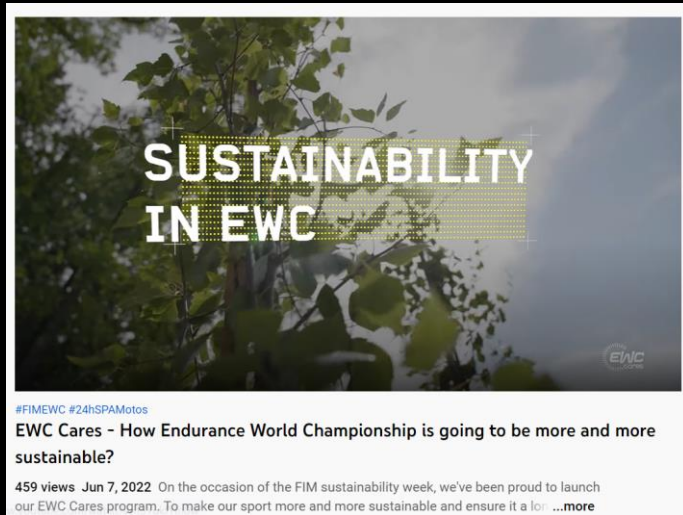 SUSTAINABILITY
IN EWC
EWC
#FIMEWC #24hSPAMotos
EWC Cares - How Endurance World Championship is going to be more and more
sustainable?
459 views Jun 7, 2022 On the occasion of the FIM sustainability week, we've been proud to launch
our EWC Cares program. To make our sport more and more sustainable and ensure it a lon ...more